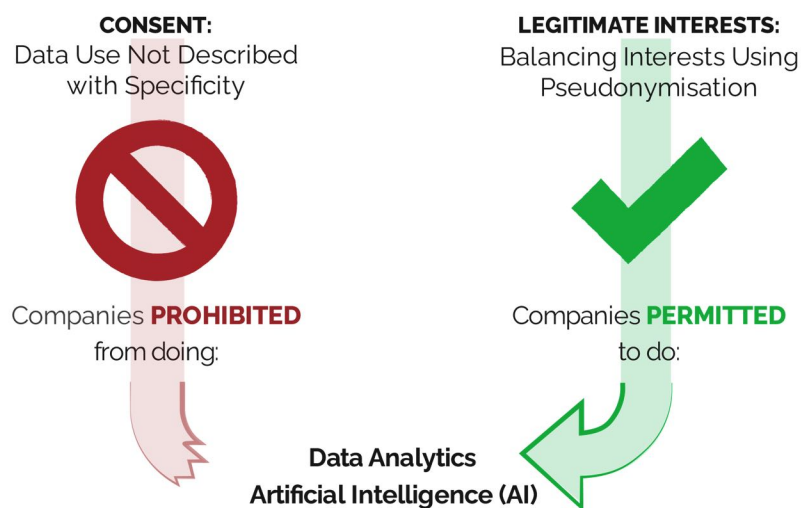 CONSENT:
Data Use Not Described
with Specificity
Companies PROHIBITED
from doing:
LEGITIMATE INTERESTS:
Balancing Interests Using
Pseudonymisation
Companies PERMITTED
to do:
Data Analytics
Artificial Intelligence (AI)